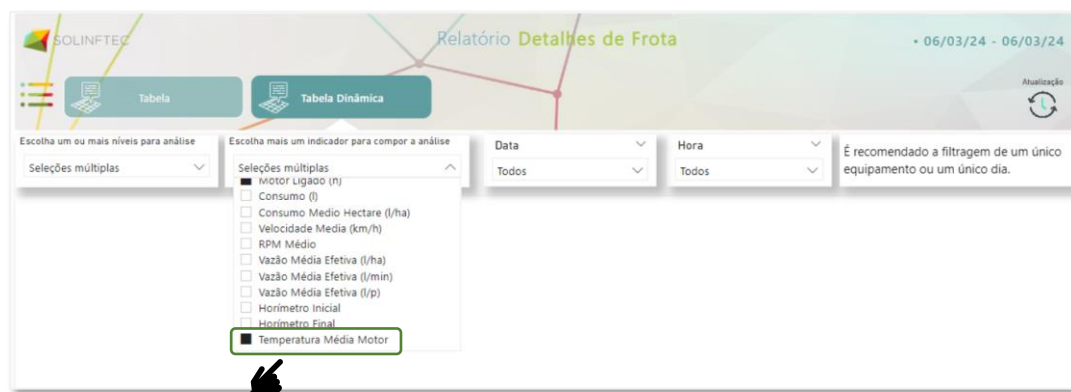 SOLINFTEC
Relatório Detalhes de Frota
• 06/03/24 - 06/03/24
Tabela
Tabela Dinâmica
Atualização
Escolha um ou mais níveis para análise
Seleções múltiplas
Escolha mais um indicador para compor a análise
Seleções múltiplas
Motor Ligado (h)
Consumo (l)
Consumo Medio Hectare (l/ha)
Velocidade Media (km/h)
RPM Médio
Vazão Média Efetiva (l/ha)
Vazão Média Efetiva (l/min)
Vazão Média Efetiva (l/p)
Horímetro Inicial
Horímetro Final
Temperatura Média Motor
Data
Todos
Hora
Todos
É recomendado a filtragem de um único
equipamento ou um único dia.